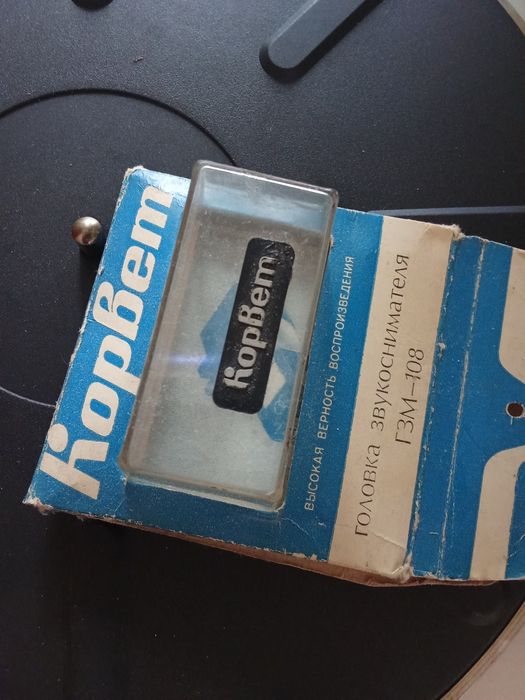 Корвет
Корвет
ВЫСОКАЯ ВЕРНОСТЬ ВОСПРОИЗВЕДЕНИЯ
ГОЛОВКА ЗВУКОСНИМАТЕЛЯ
ГЗМ-108